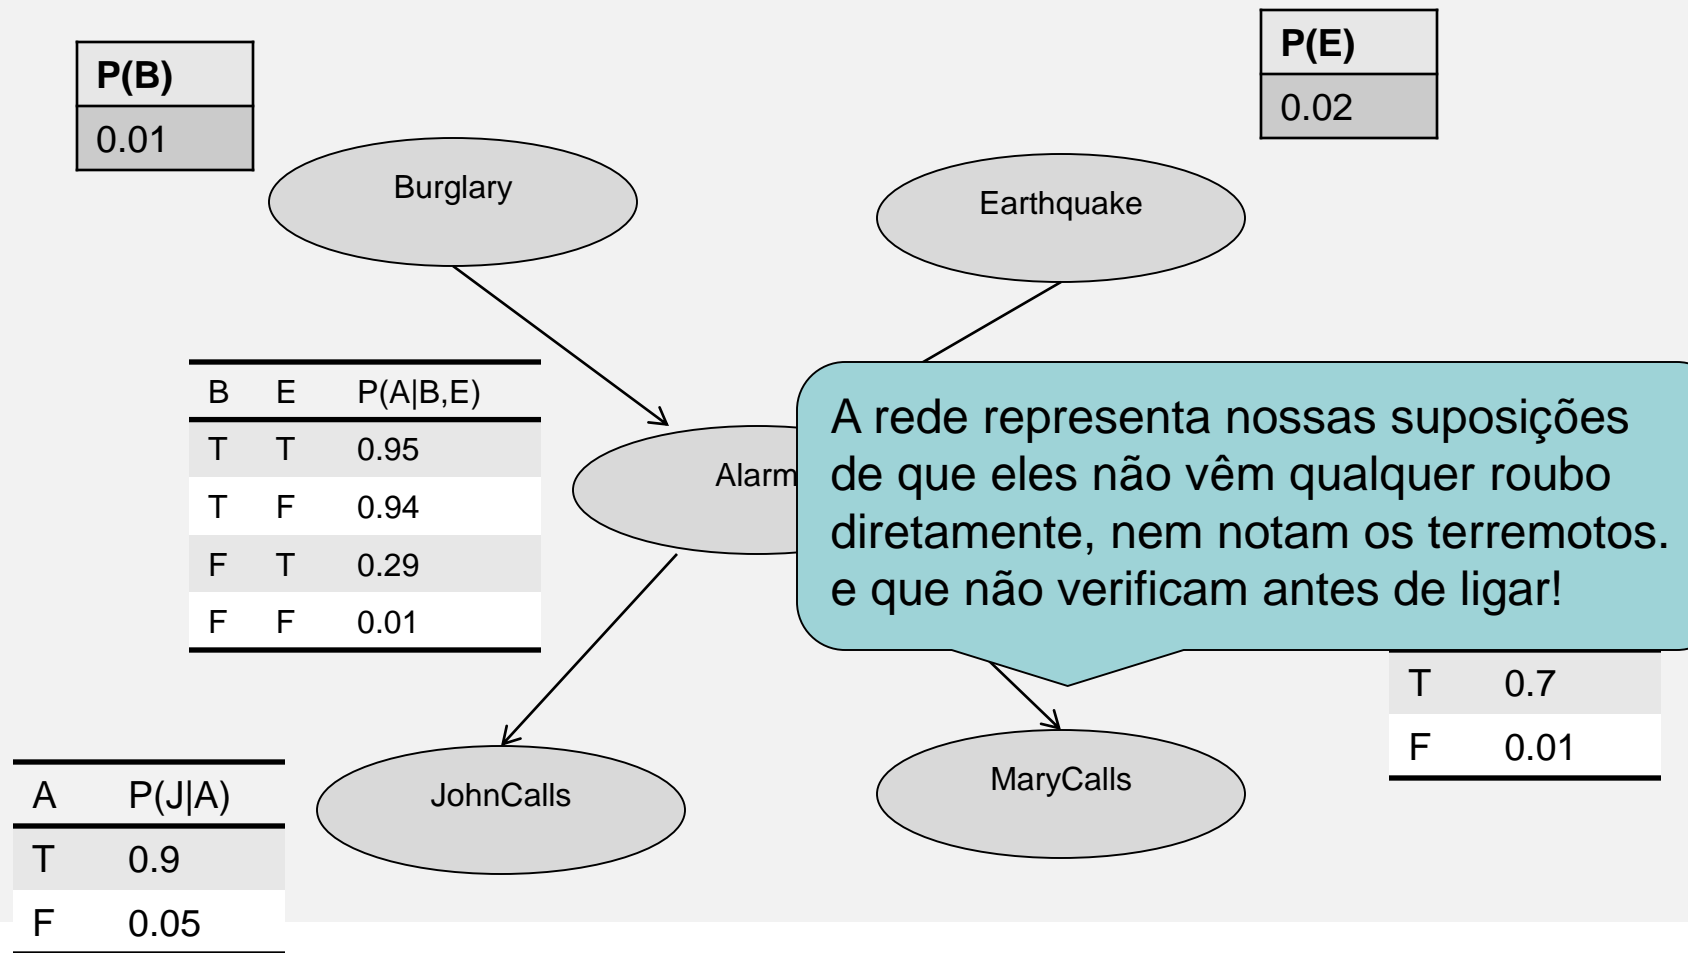 P(B)
0.01
P(E)
0.02
Burglary
Earthquake
B E P(A|B,E)
T T 0.95
T F 0.94
F T 0.29
F F 0.01
Alarm
A rede representa nossas suposições
de que eles não vêm qualquer roubo
diretamente, nem notam os terremotos.
e que não verificam antes de ligar!
T 0.7
F 0.01
A P(J|A)
T 0.9
F 0.05
JohnCalls
MaryCalls